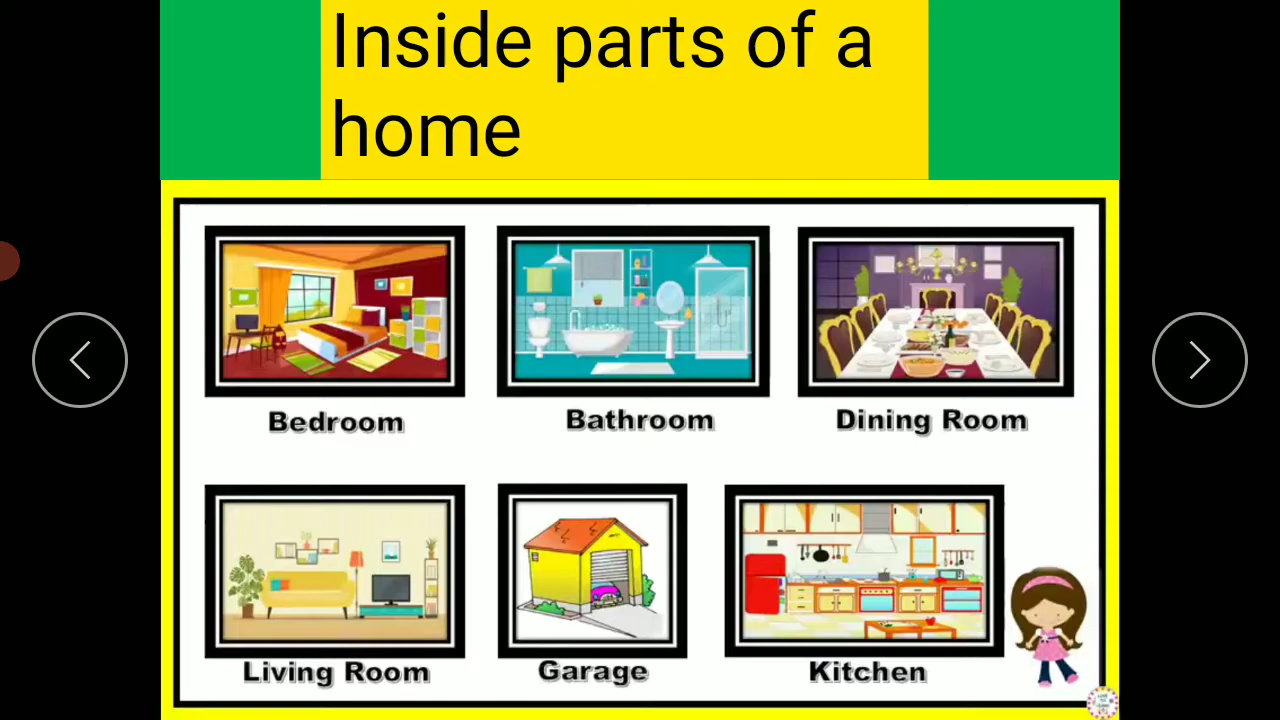 Inside parts of a
home
Bedroom
Bathroom
Dining Room
Living Room
Garage
Kitchen